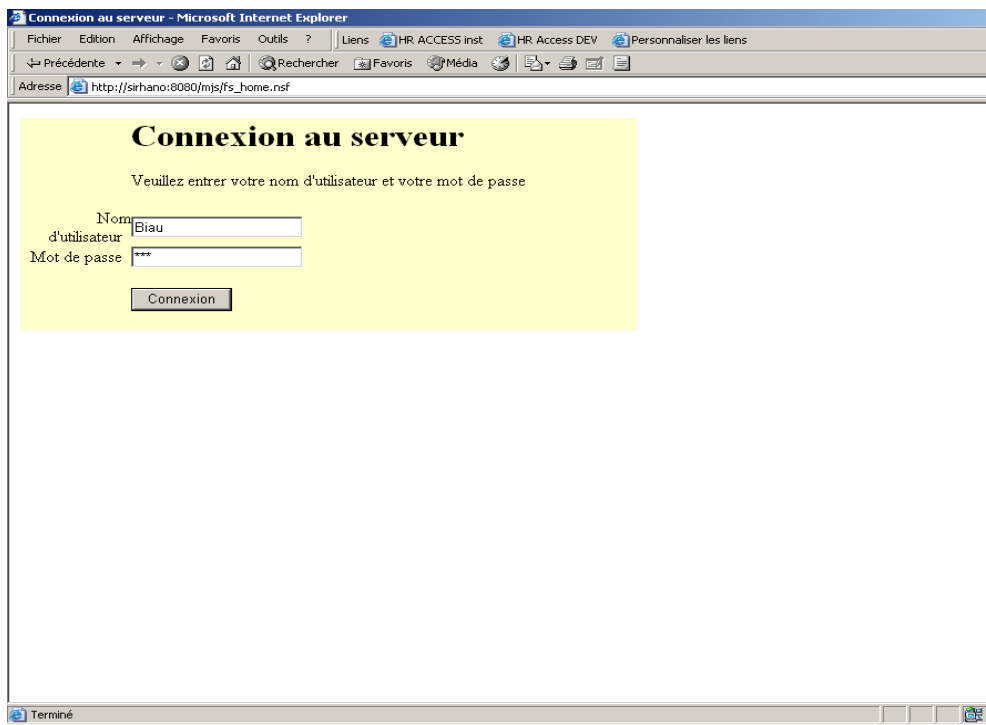 Connexion au serveur - Microsoft Internet Explorer
Fichier Edition Affichage Favoris Outils ? Liens HR ACCESS inst HR Access DEV Personnaliser les liens
Précédente Rechercher Favoris Média
Adresse http://sirhano:8080/mjs/fs_home.nsf
Connexion au serveur
Veuillez entrer votre nom d'utilisateur et votre mot de passe
Nom
d'utilisateur Biau
Mot de passe ***
Connexion
Terminé